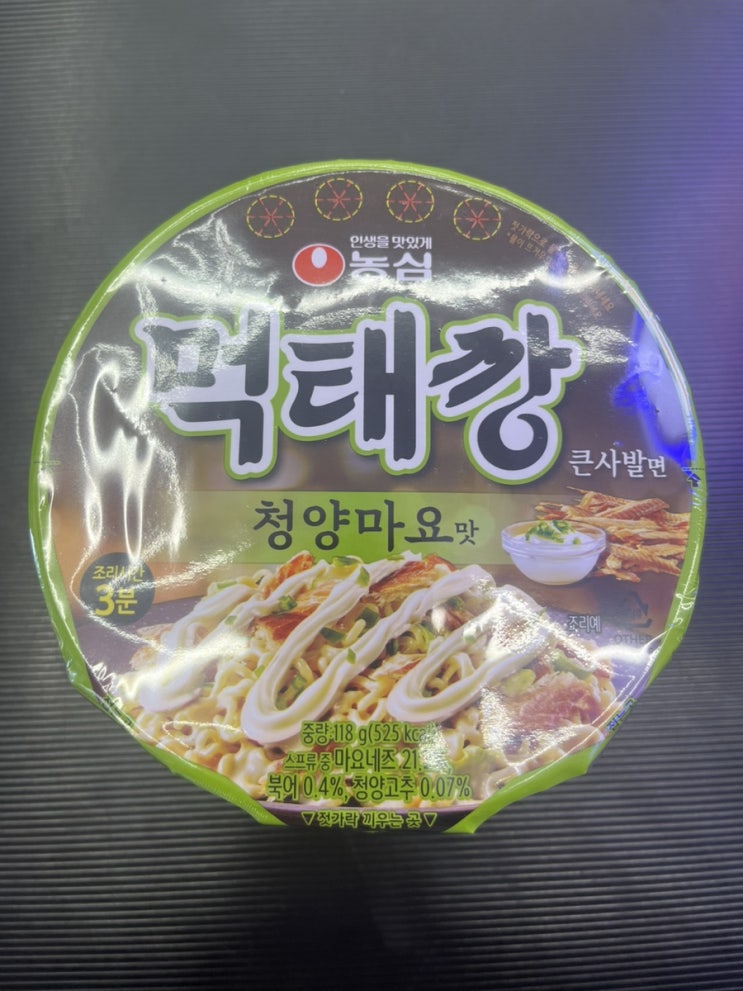 인생을 맛있게
농심
먹태깡
큰사발면
청양마요맛
조리시간
3분
조리예
OTHER
중량 118 g(525 kcal)
스프류 중 마요네즈 21.
북어 0.4%, 청양고추 0.07%
▼젓가락 끼우는 곳▼